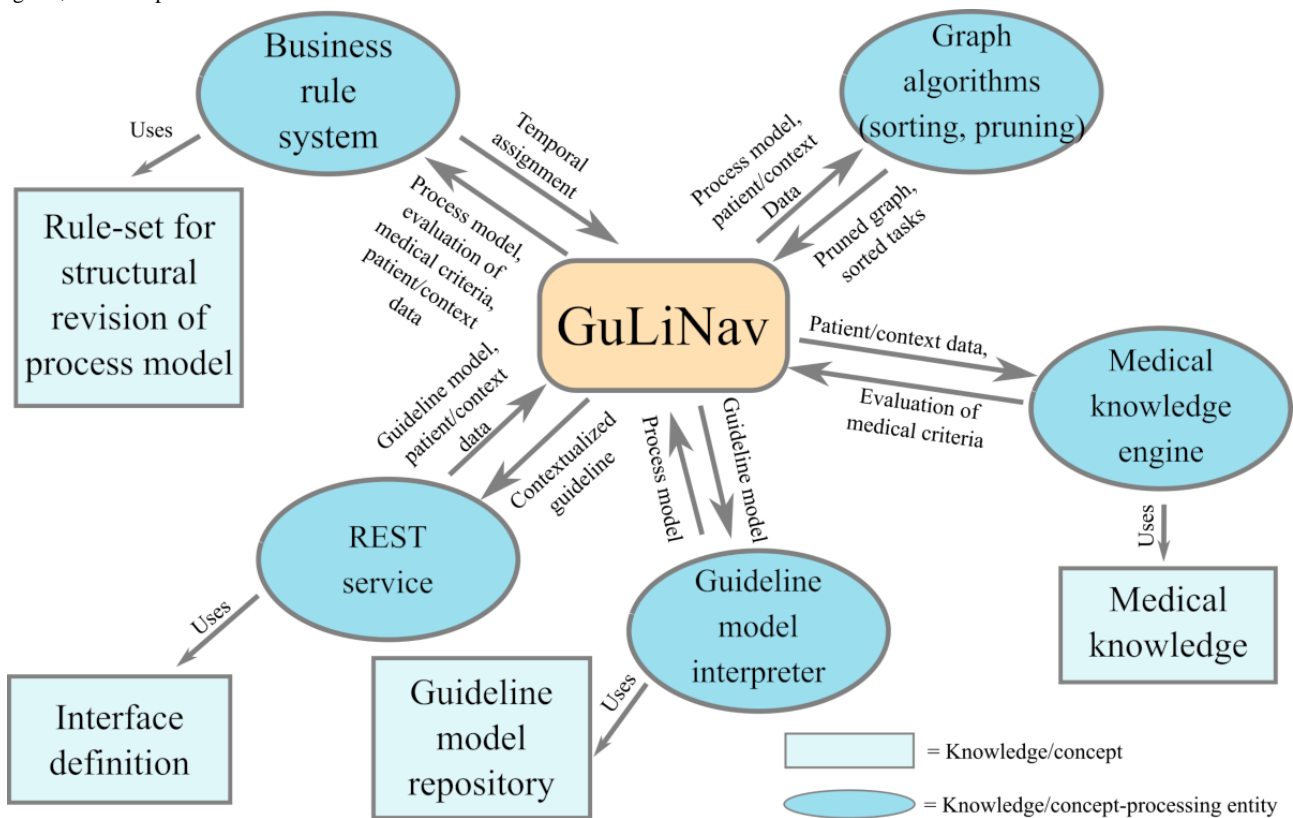 Business
rule
system
Graph
algorithms
(sorting, pruning)
Uses
Temporal
assignment
Process model,
patient/context
Data
Pruned graph,
sorted tasks
Process model,
evaluation of
medical criteria,
patient/context
data
Rule-set for
structural
revision of
process model
GuLiNav
Patient/context data,
Evaluation of
medical criteria
Medical
knowledge
engine
Guideline model,
patient/context
data
Contextualized
guideline
Process model
Guideline model
REST
service
Guideline
model
interpreter
Uses
Medical
knowledge
Uses
Interface
definition
Uses
Guideline
model
repository
= Knowledge/concept
= Knowledge/concept-processing entity